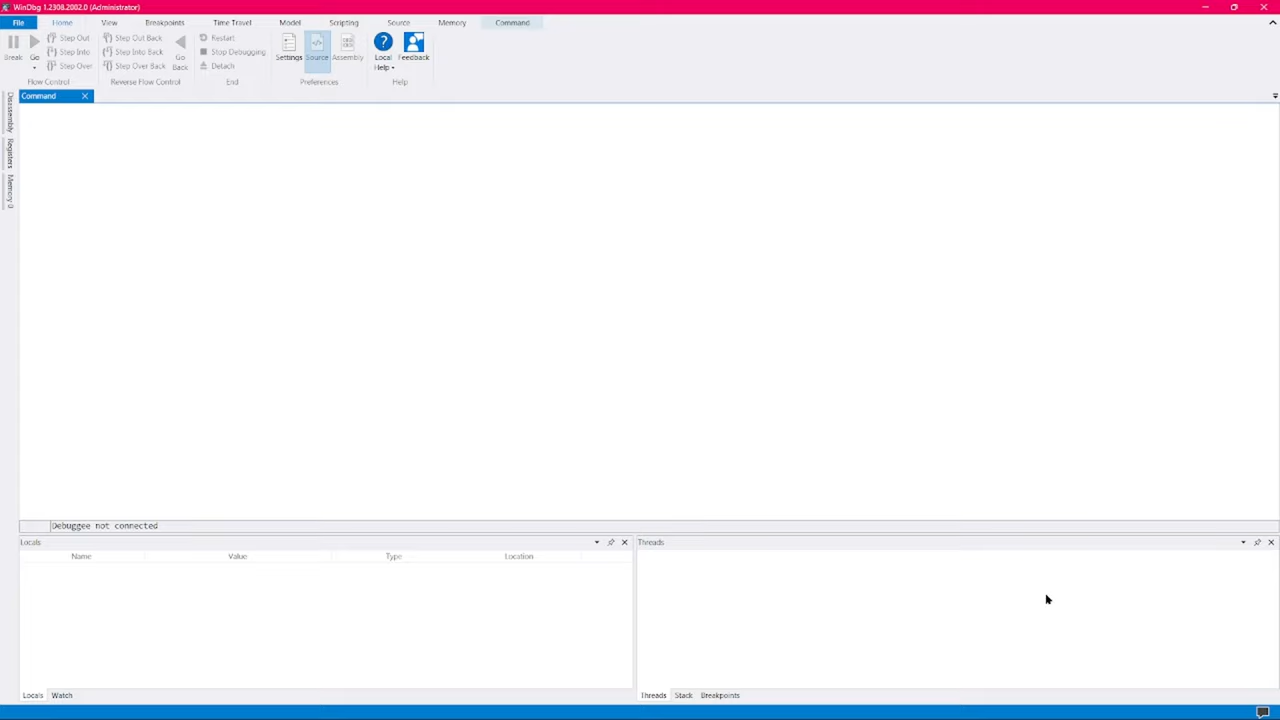 WinDbg 1.2308.2002.0 (Administrator)
File Home View Breakpoints Time Travel Model Scripting Source Memory Command
Break Go Step Out Step Into Step Over
Flow Control
Step Out Back Step Into Back Step Over Back Go Back
Reverse Flow Control
Restart Stop Debugging Detach
End
Settings Source Assembly
Preferences
Local Help Feedback
Help
Command
Disassembly
Registers
Memory 0
Debuggee not connected
Locals
Name Value Type Location
Locals Watch
Threads
Threads Stack Breakpoints